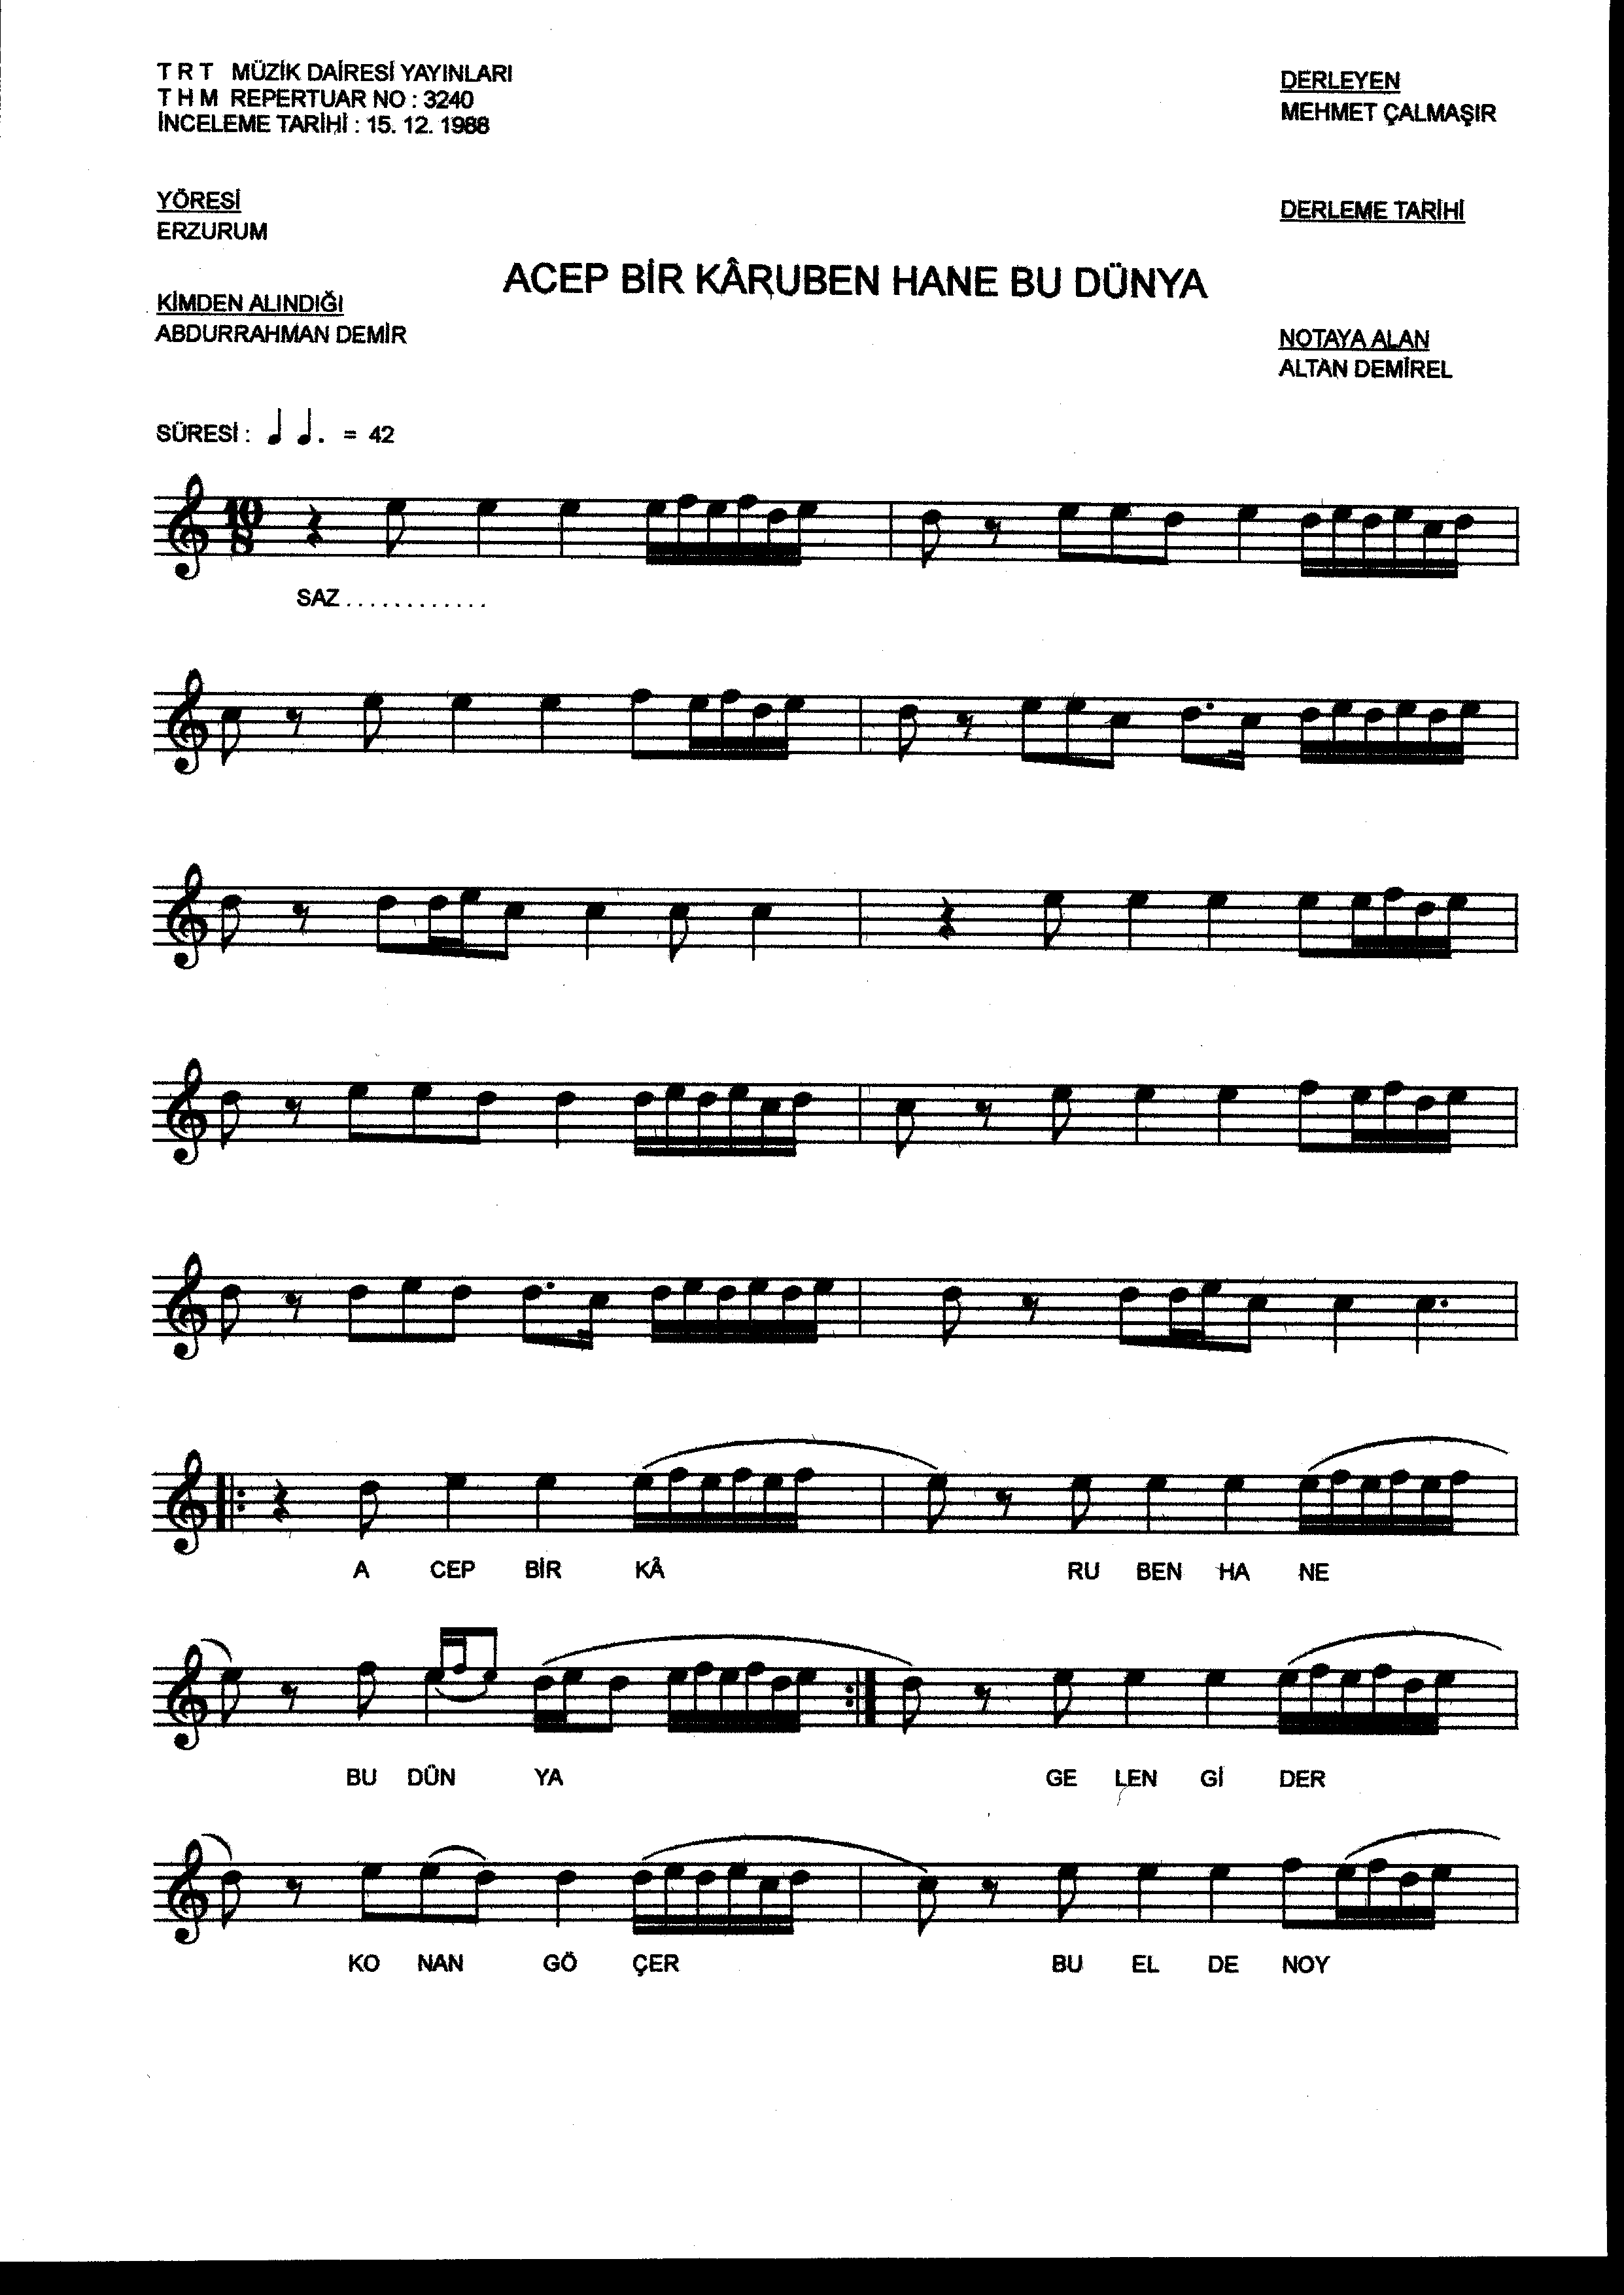 T R T MÜZİK DAİRESİ YAYINLARI
T H M REPERTUAR NO : 3240
İNCELEME TARİHİ : 15. 12. 1988
DERLEYEN
MEHMET ÇALMAŞIR
YÖRESİ
ERZURUM
DERLEME TARİHİ
ACEP BİR KÂRUBEN HANE BU DÜNYA
KİMDEN ALINDIĞI
ABDURRAHMAN DEMİR
NOTAYA ALAN
ALTAN DEMİREL
SÜRESİ : = 42
10
8
SAZ . . . . . . . . . . . .
A CEP BİR KÂ RU BEN HA NE
BU DÜN YA GE LEN Gİ DER
KO NAN GÖ ÇER BU EL DE NOY